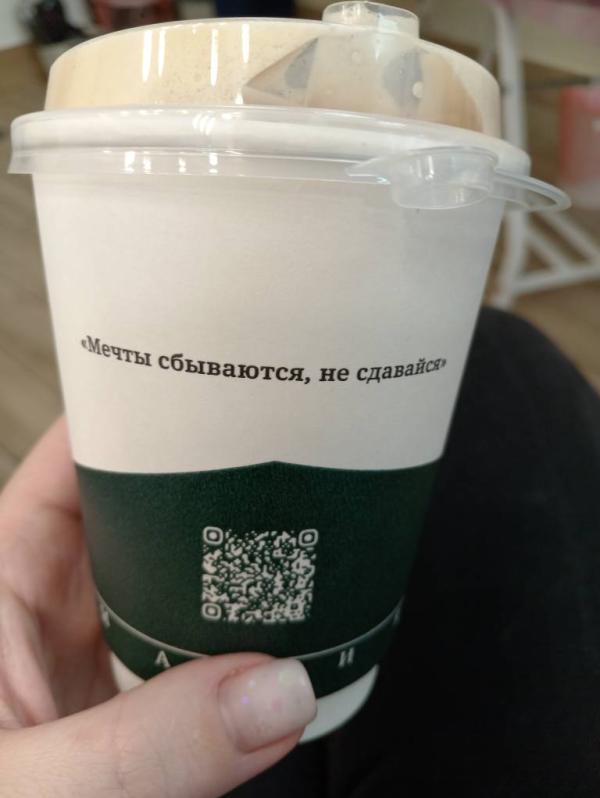 «Мечты сбываются, не сдавайся»
А И